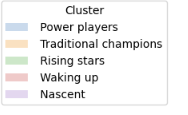 Cluster
Power players
Traditional champions
Rising stars
Waking up
Nascent